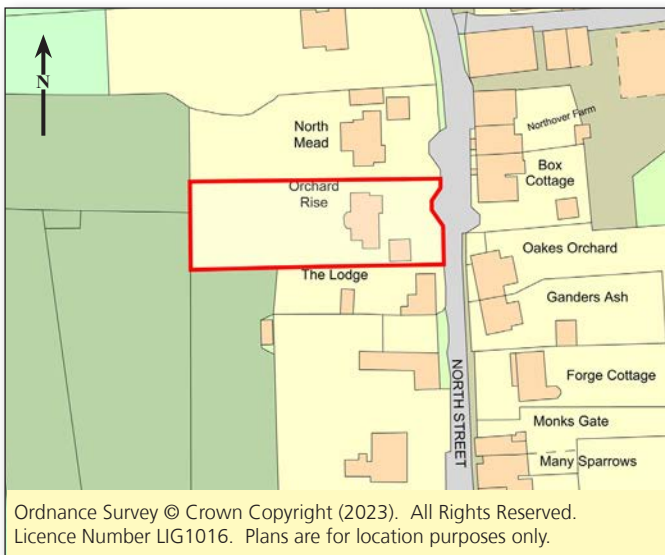 N
North
Mead
Northover Farm
Box
Cottage
Orchard
Rise
Oakes Orchard
The Lodge
Ganders Ash
NORTH STREET
Forge Cottage
Monks Gate
Many Sparrows
Ordnance Survey © Crown Copyright (2023). All Rights Reserved.
Licence Number LIG1016. Plans are for location purposes only.